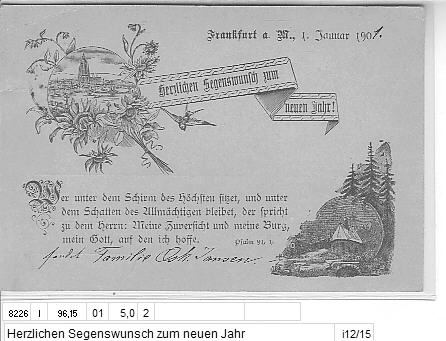 Frankfurt a. M., 1. Januar 1901.
Herzlichen Segenswunsch zum
neuen Jahr!
Wer unter dem Schirm des Höchsten sitzet, und unter
dem Schatten des Allmächtigen bleibet, der spricht
zu dem Herrn: Meine Zuversicht und meine Burg,
mein Gott, auf den ich hoffe. Psalm 91, 1.
sendet Familie Osk. Jansen.
8226 I 96,15 01 5,0 2
Herzlichen Segenswunsch zum neuen Jahr i12/15